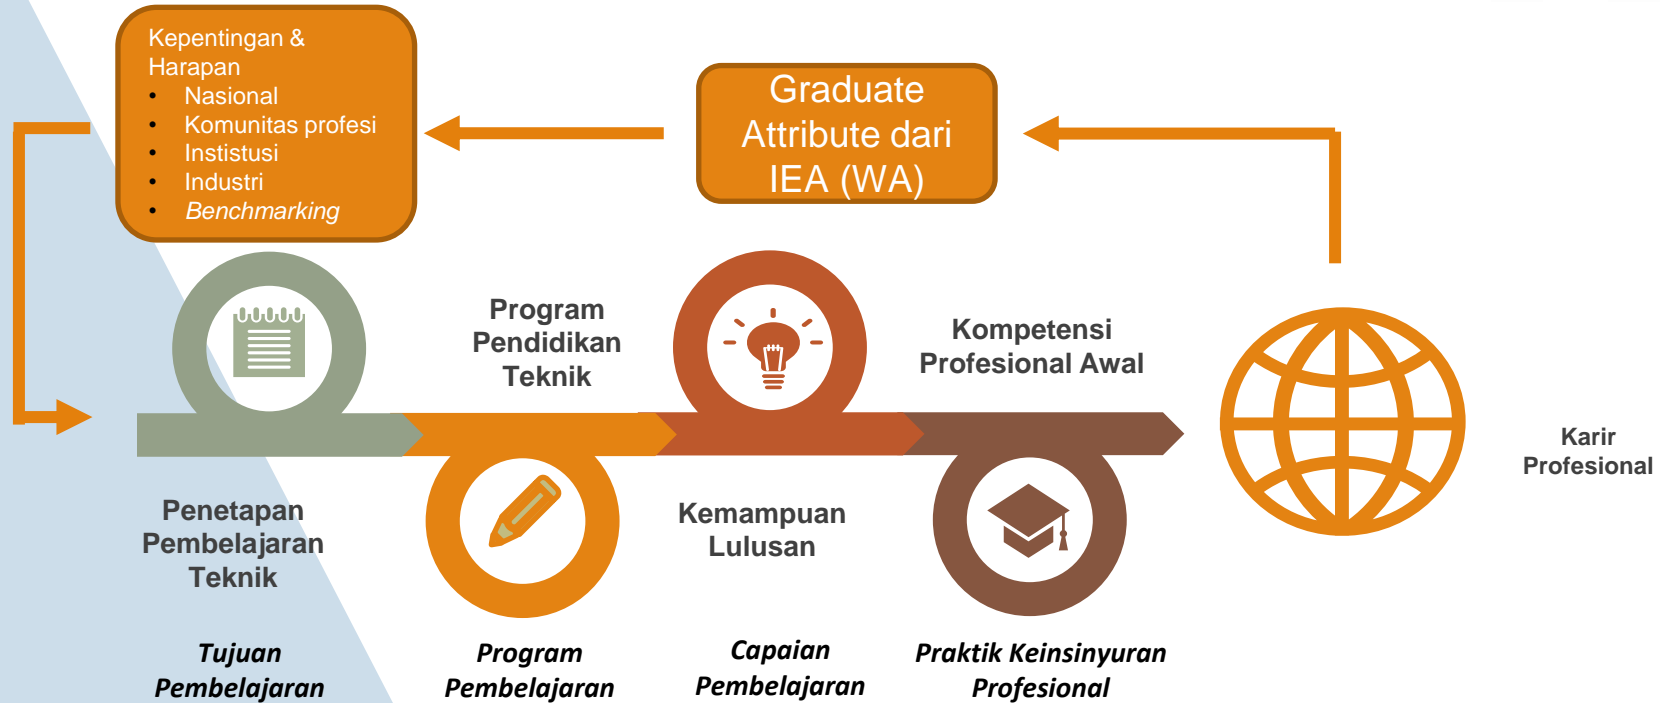 Kepentingan &
Harapan
• Nasional
• Komunitas profesi
• Instistusi
• Industri
• Benchmarking
Graduate
Attribute dari
IEA (WA)
Program
Pendidikan
Teknik
Kompetensi
Profesional Awal
Karir
Profesional
Penetapan
Pembelajaran
Teknik
Kemampuan
Lulusan
Tujuan
Pembelajaran
Program
Pembelajaran
Capaian
Pembelajaran
Praktik Keinsinyuran
Profesional